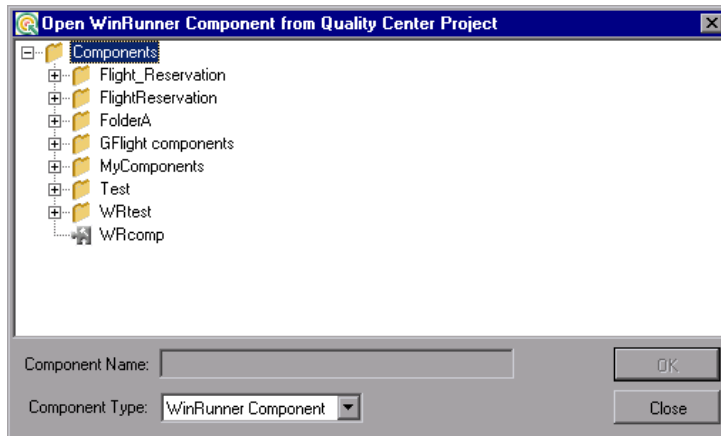 Open WinRunner Component from Quality Center Project
Components
Flight_Reservation
FlightReservation
FolderA
GFlight components
MyComponents
Test
WRtest
WRcomp
Component Name:
OK
Component Type: WinRunner Component
Close